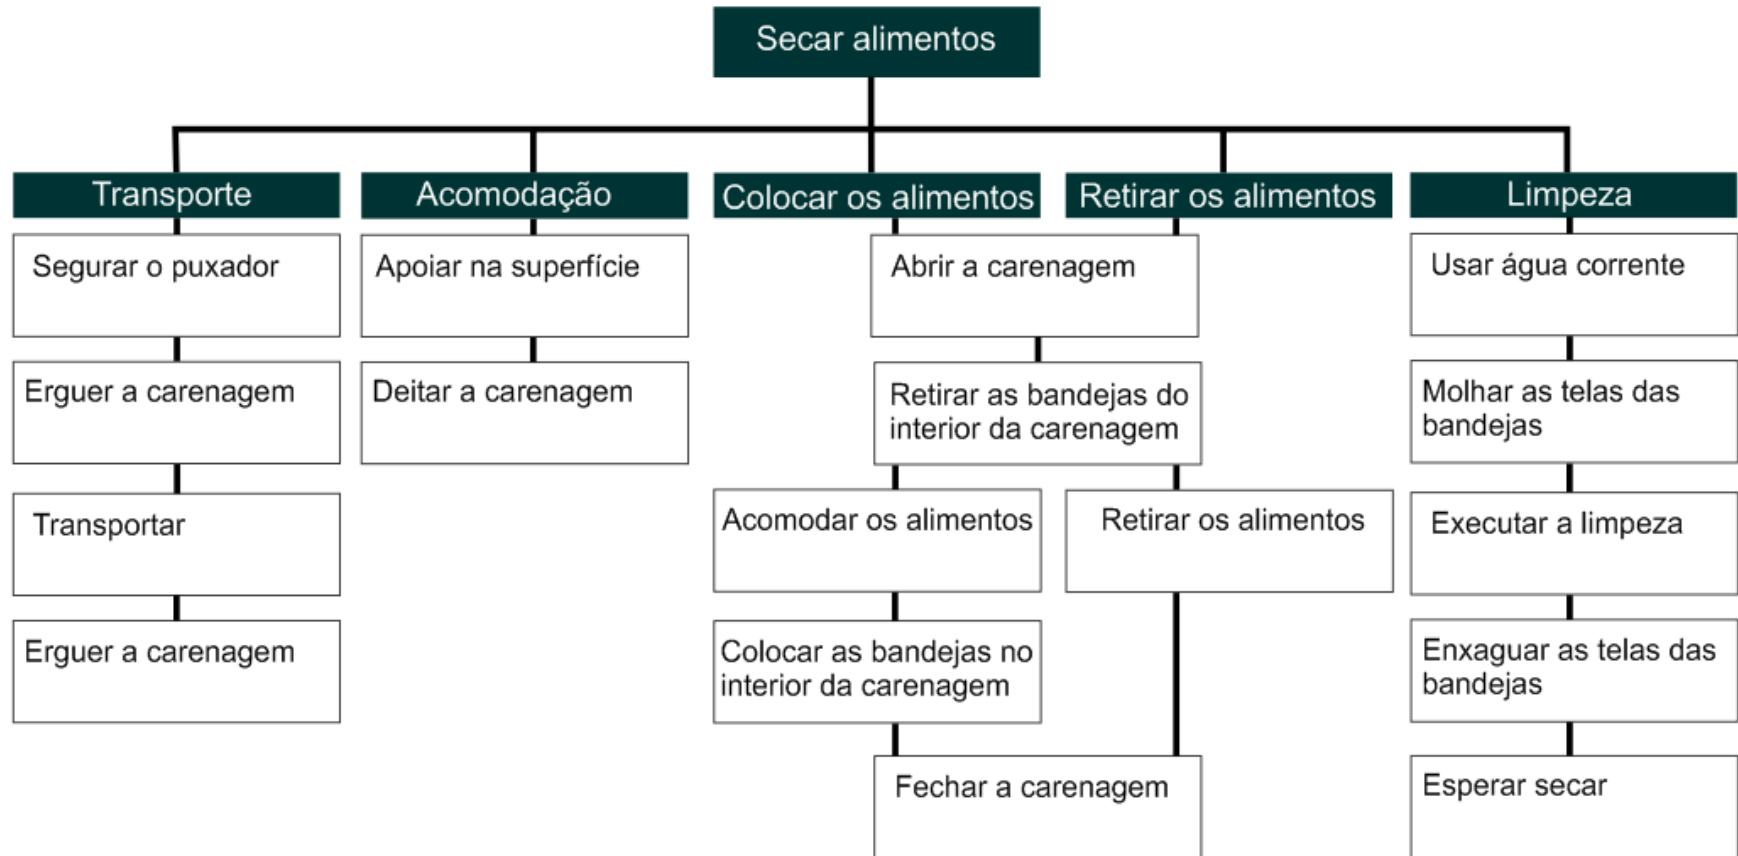 Secar alimentos
Transporte
Acomodação
Colocar os alimentos
Retirar os alimentos
Limpeza
Segurar o puxador
Apoiar na superfície
Abrir a carenagem
Usar água corrente
Erguer a carenagem
Deitar a carenagem
Retirar as bandejas do
interior da carenagem
Molhar as telas das
bandejas
Transportar
Acomodar os alimentos
Retirar os alimentos
Executar a limpeza
Erguer a carenagem
Colocar as bandejas no
interior da carenagem
Enxaguar as telas das
bandejas
Fechar a carenagem
Esperar secar